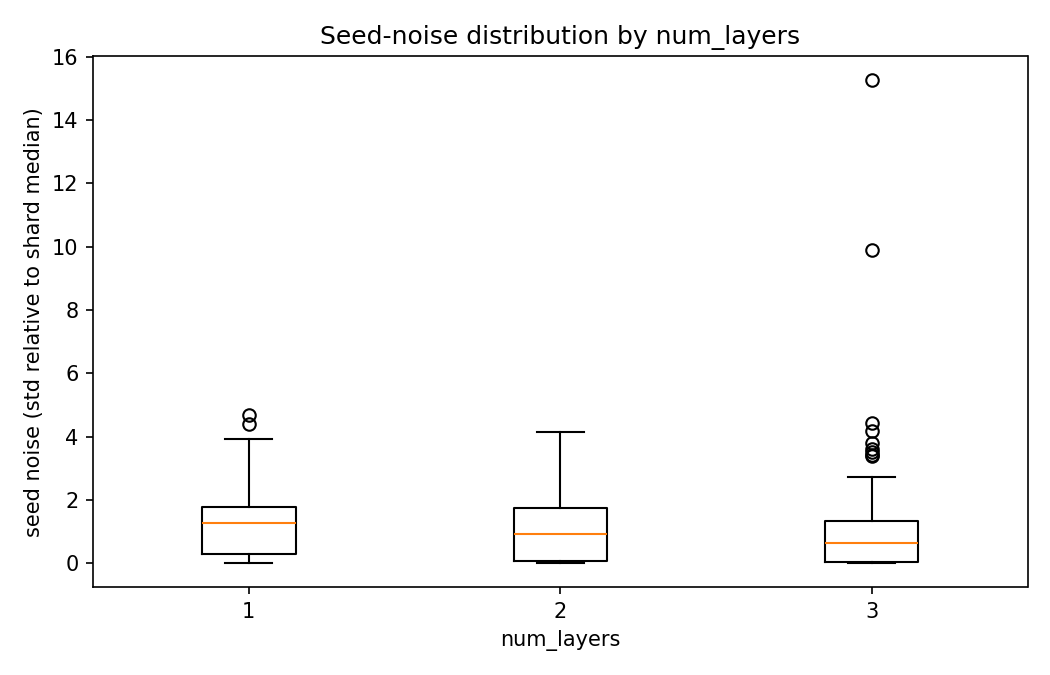 Seed-noise distribution by num_layers
seed noise (std relative to shard median)
16
14
12
10
8
6
4
2
0
1 2 3
num_layers